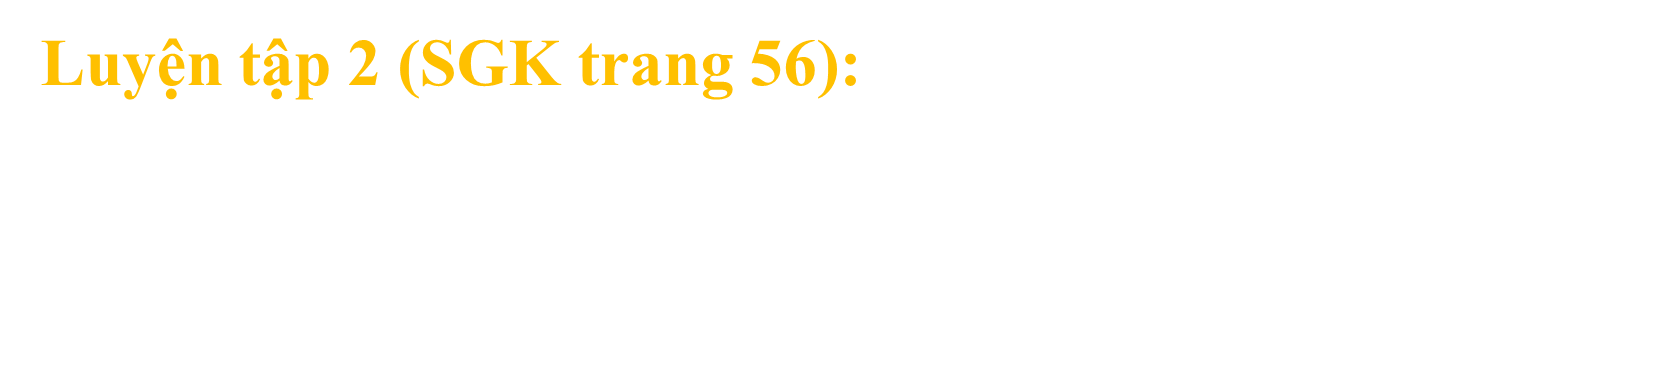 Luyện tập 2 (SGK trang 56):